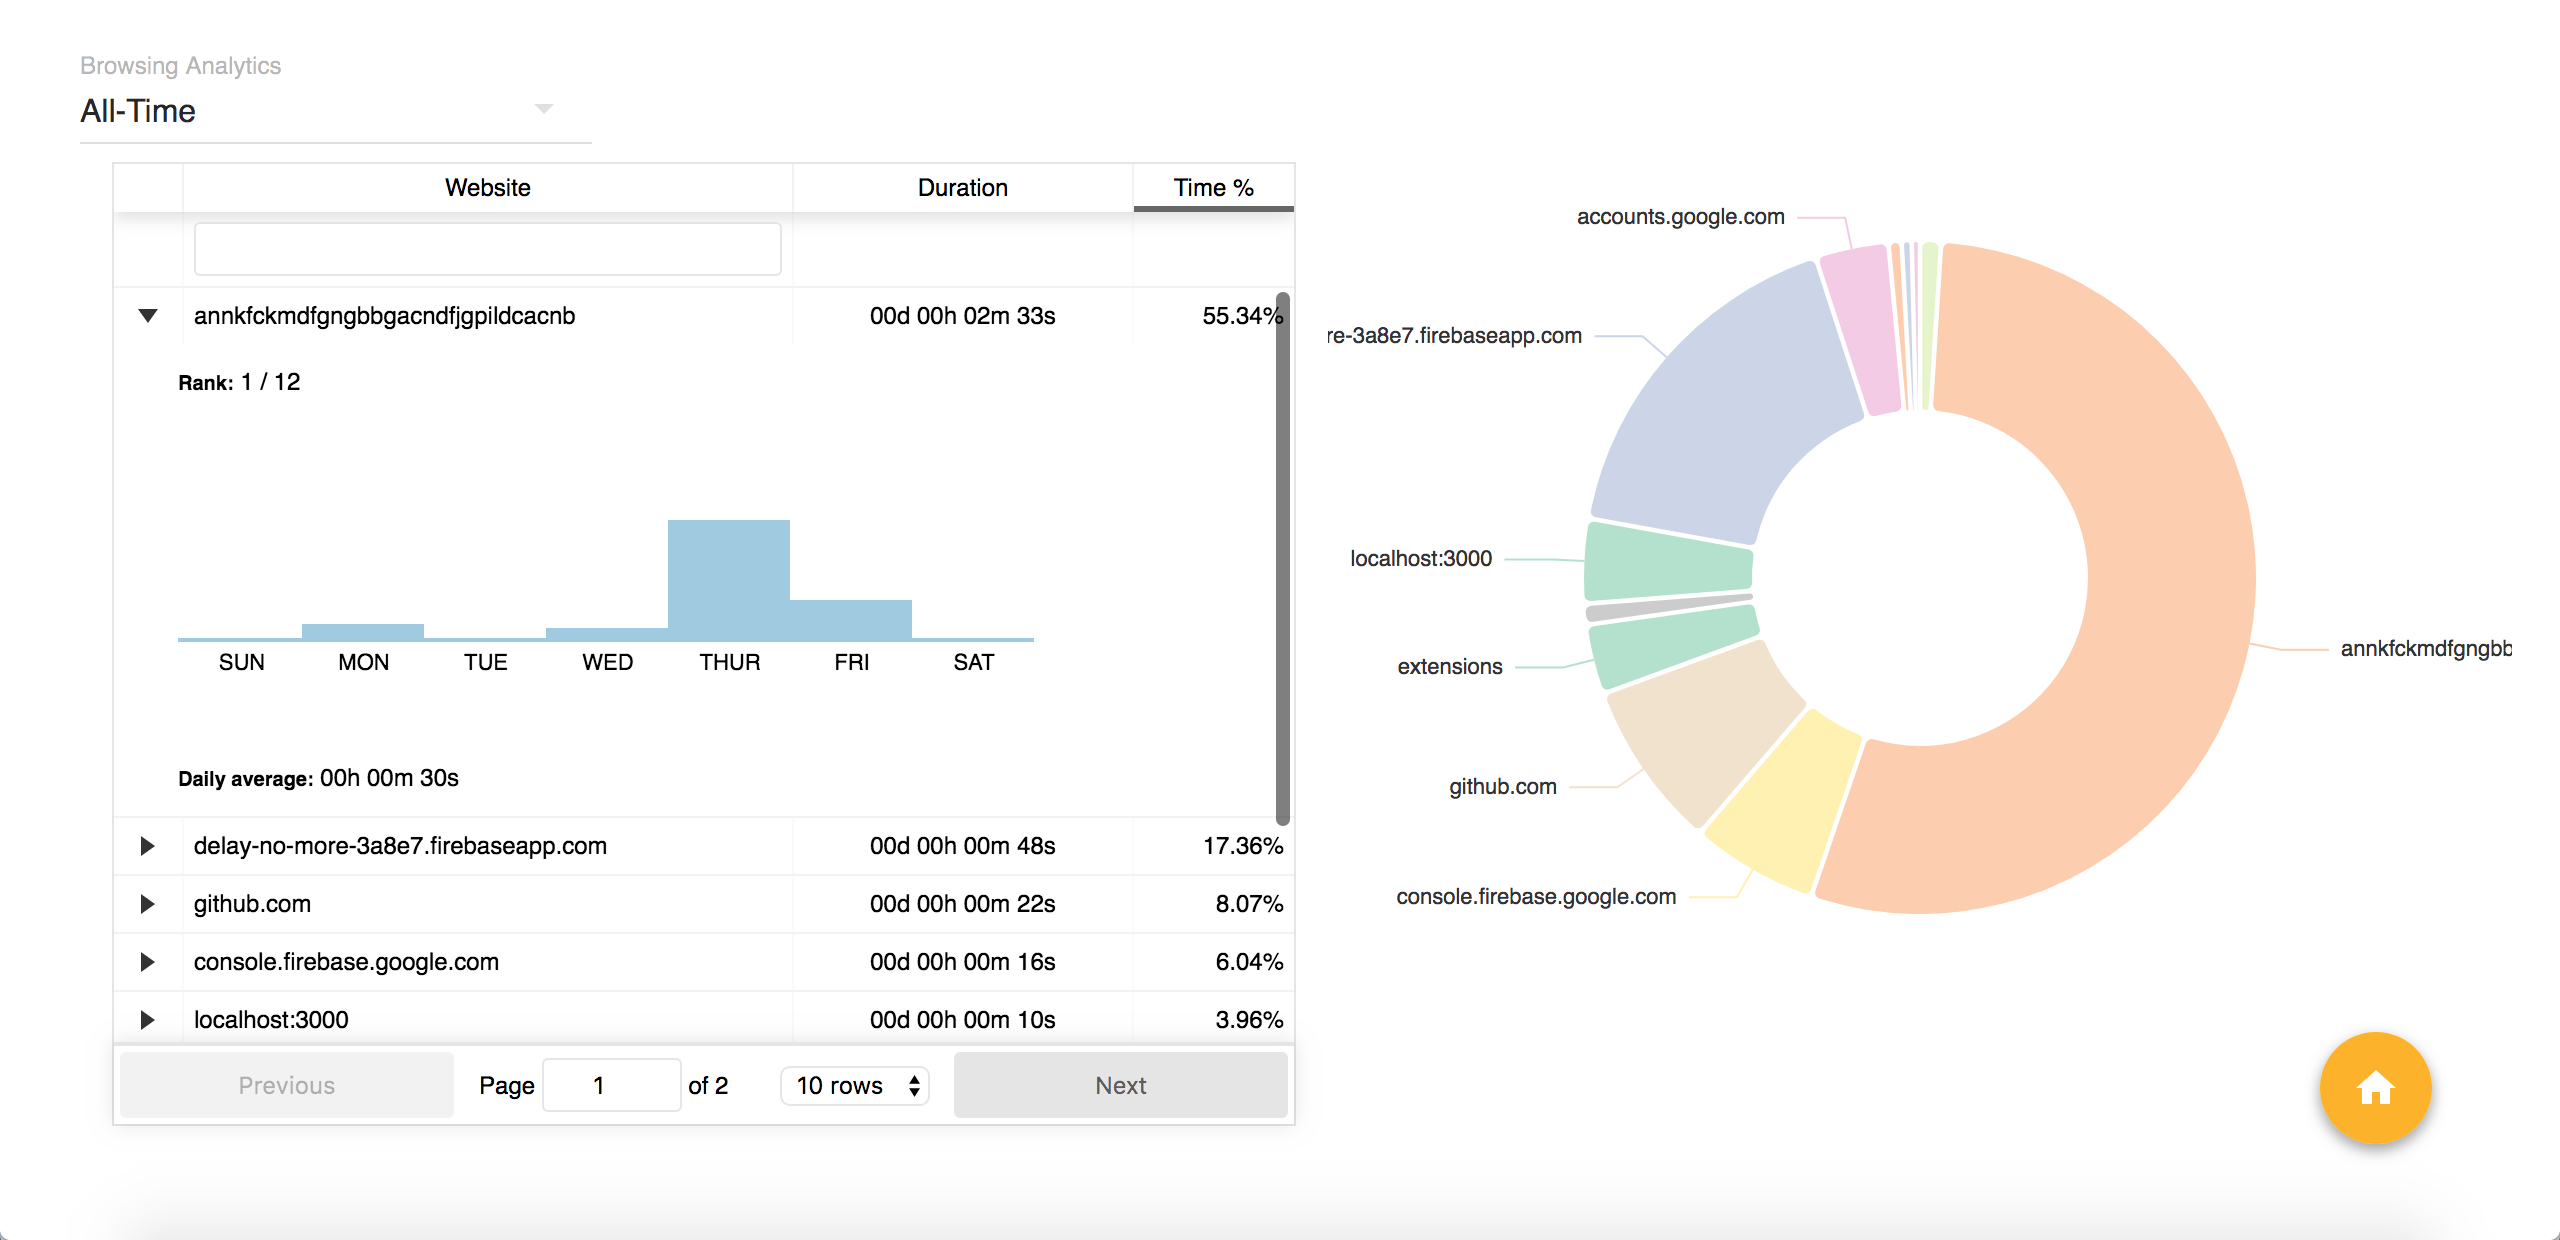 Browsing Analytics
All-Time
Website Duration Time %
annkfckmdfgngbbgacndfjgpildcacnb 00d 00h 02m 33s 55.34%
Rank: 1 / 12
SUN MON TUE WED THUR FRI SAT
Daily average: 00h 00m 30s
delay-no-more-3a8e7.firebaseapp.com 00d 00h 00m 48s 17.36%
github.com 00d 00h 00m 22s 8.07%
console.firebase.google.com 00d 00h 00m 16s 6.04%
localhost:3000 00d 00h 00m 10s 3.96%
Previous Page 1 of 2 10 rows Next
accounts.google.com
re-3a8e7.firebaseapp.com
localhost:3000
extensions
github.com
console.firebase.google.com
annkfckmdfgngbb